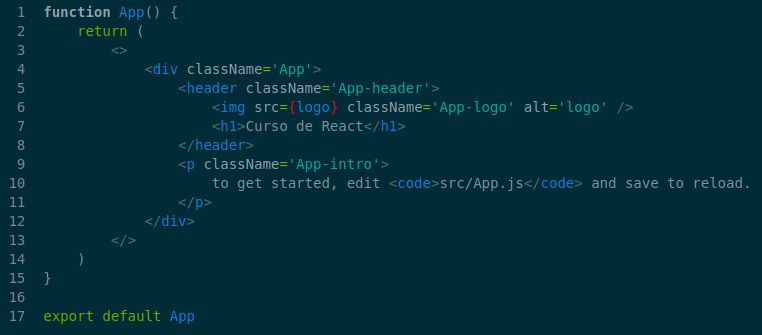 1 function App() {
2     return (
3         <>
4             <div className='App'>
5                 <header className='App-header'>
6                     <img src={logo} className='App-logo' alt='logo' />
7                     <h1>Curso de React</h1>
8                 </header>
9                 <p className='App-intro'>
10                     to get started, edit <code>src/App.js</code> and save to reload.
11                 </p>
12             </div>
13         </>
14     )
15 }
16
17 export default App